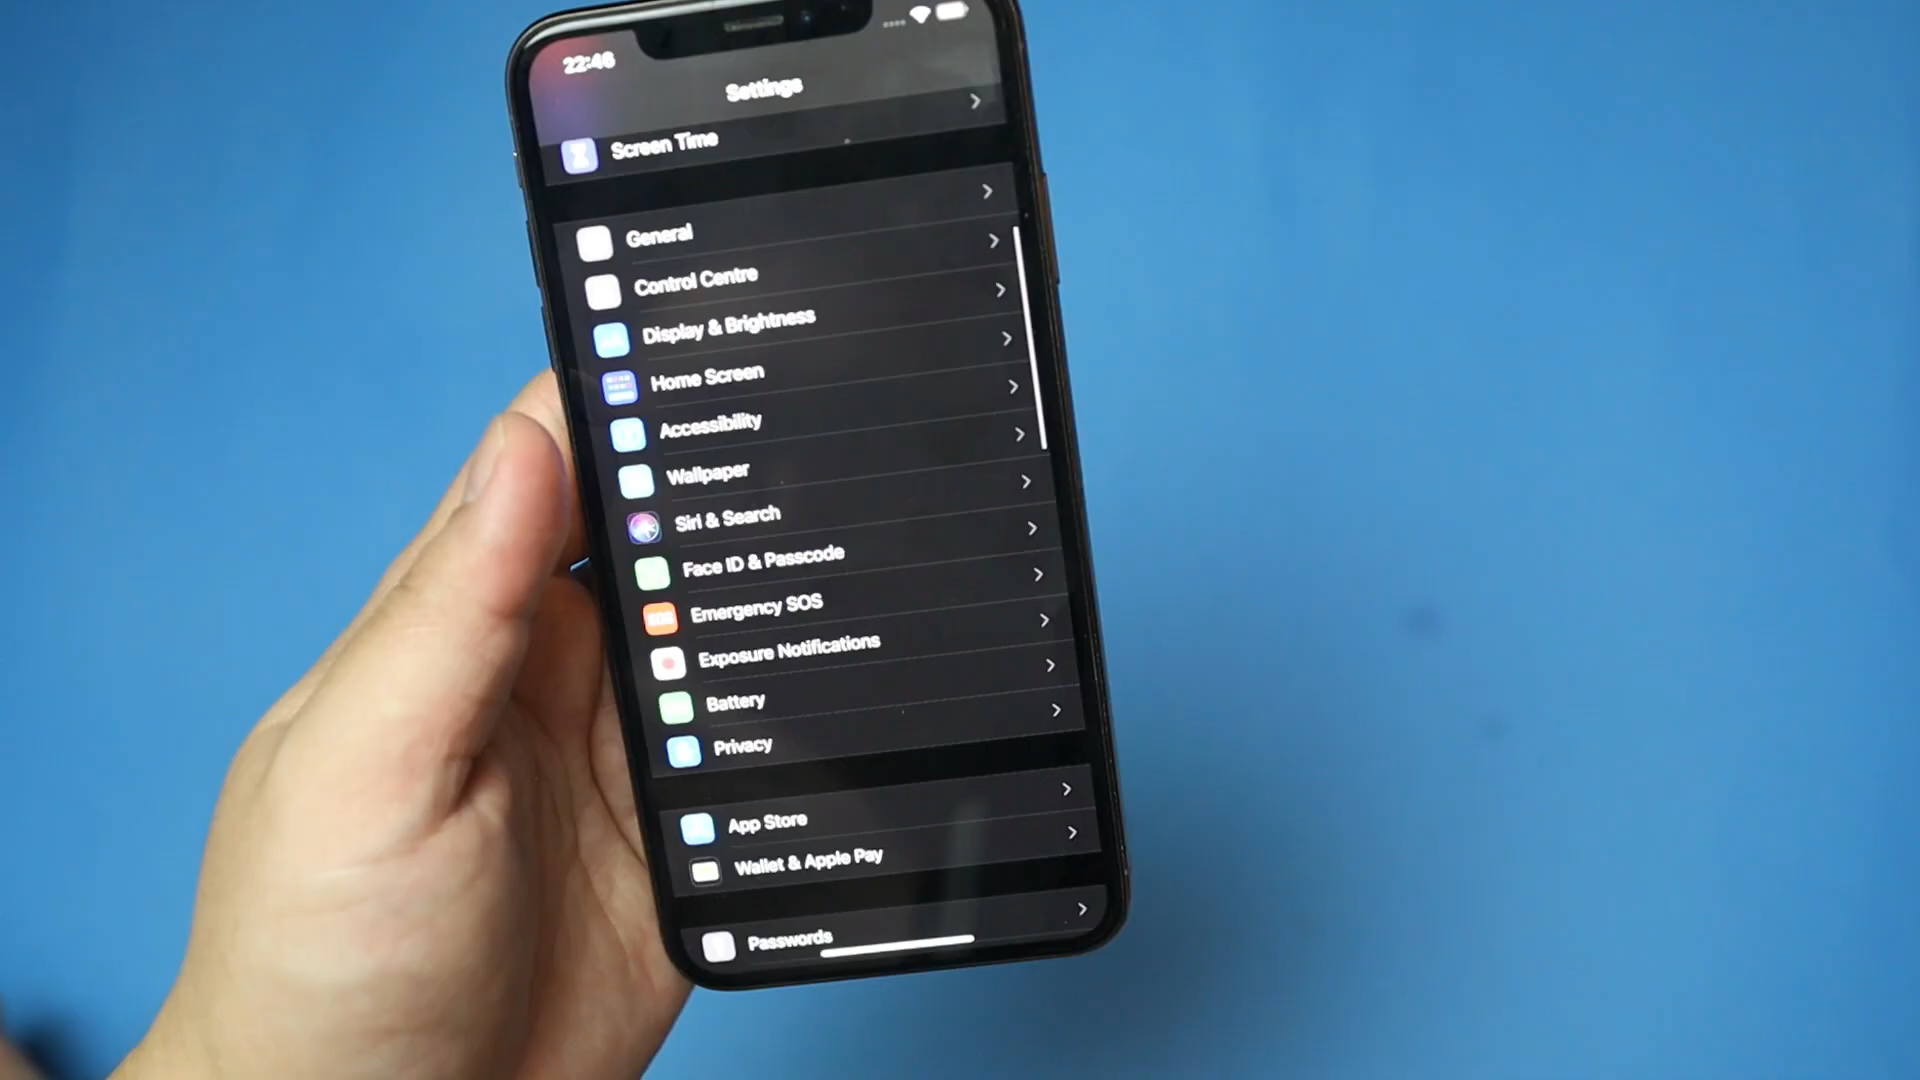 22:46
Settings
Screen Time
General
Control Centre
Display & Brightness
Home Screen
Accessibility
Wallpaper
Siri & Search
Face ID & Passcode
SOS
Emergency SOS
Exposure Notifications
Battery
Privacy
App Store
Wallet & Apple Pay
Passwords